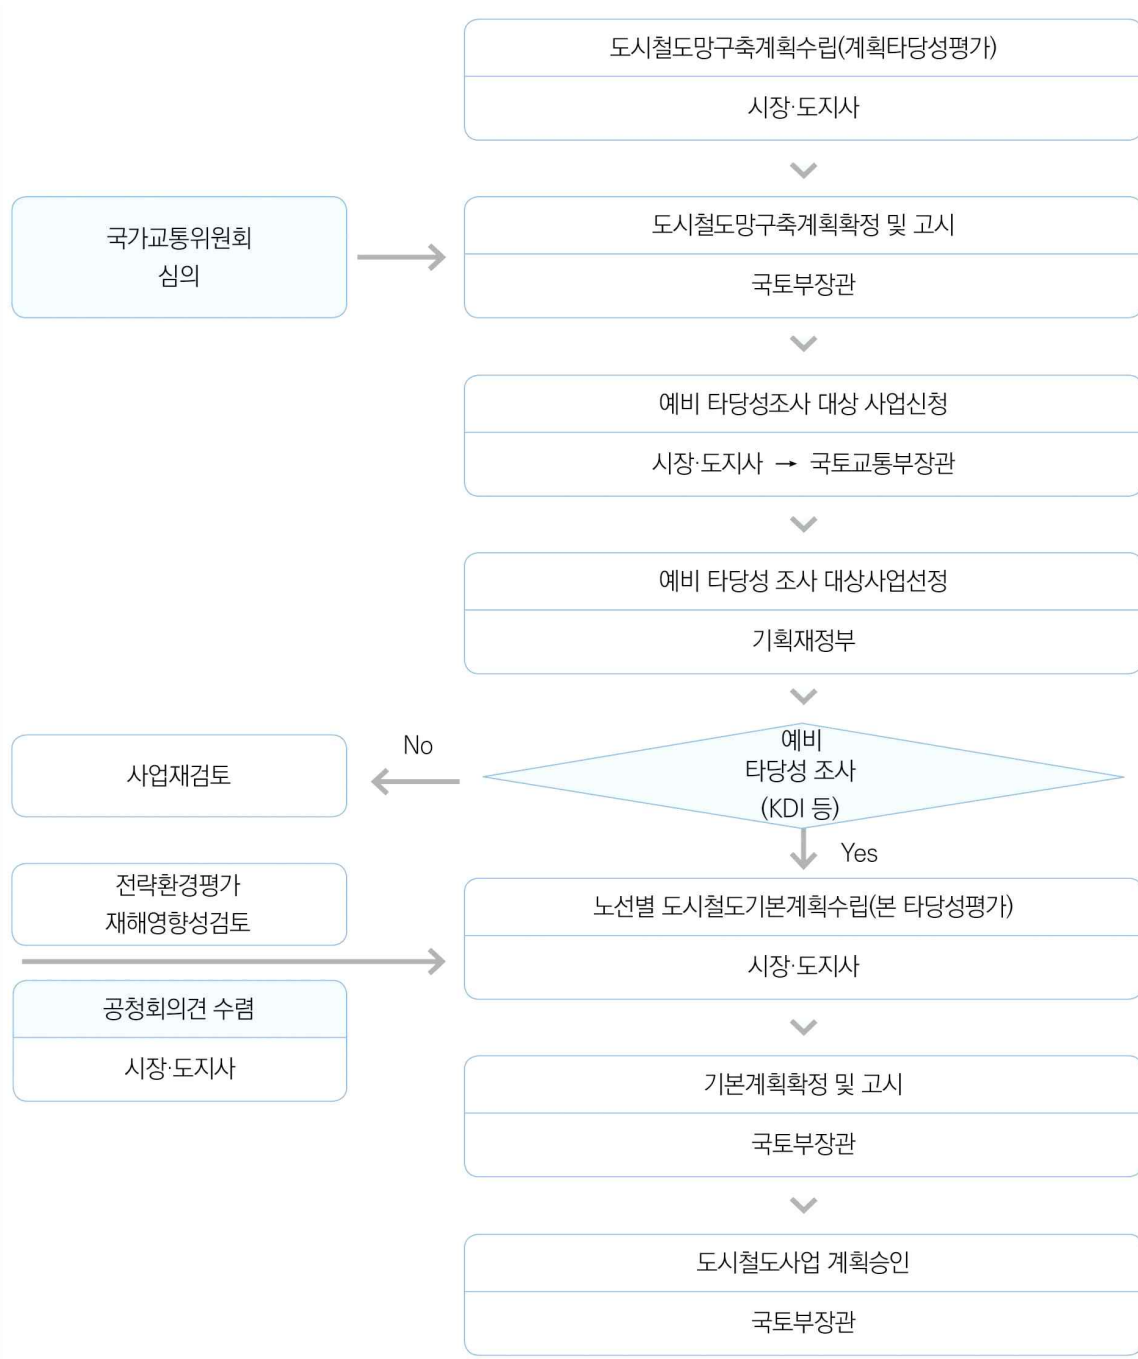 도시철도망구축계획수립(계획타당성평가)
시장·도지사
국가교통위원회
심의
도시철도망구축계획확정 및 고시
국토부장관
예비 타당성조사 대상 사업신청
시장·도지사 → 국토교통부장관
예비 타당성 조사 대상사업선정
기획재정부
예비
타당성 조사
(KDI 등)
No
사업재검토
Yes
전략환경평가
재해영향성검토
노선별 도시철도기본계획수립(본 타당성평가)
시장·도지사
공청회의견 수렴
시장·도지사
기본계획확정 및 고시
국토부장관
도시철도사업 계획승인
국토부장관